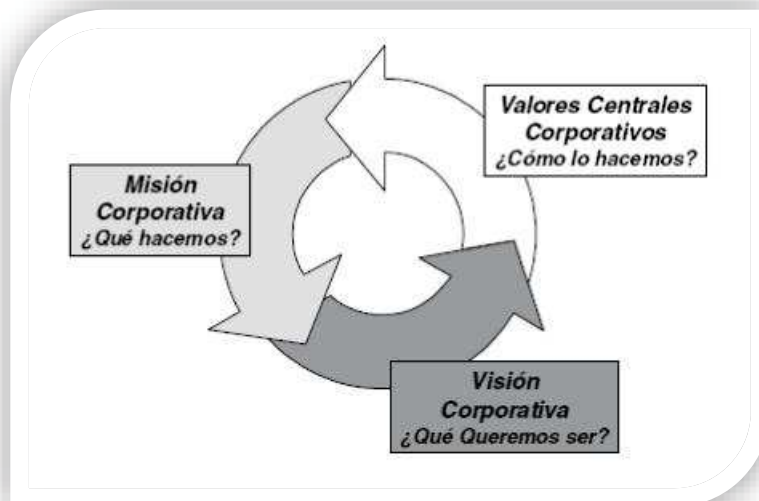 Valores Centrales
Corporativos
¿Cómo lo hacemos?
Misión
Corporativa
¿Qué hacemos?
Visión
Corporativa
¿Qué Queremos ser?